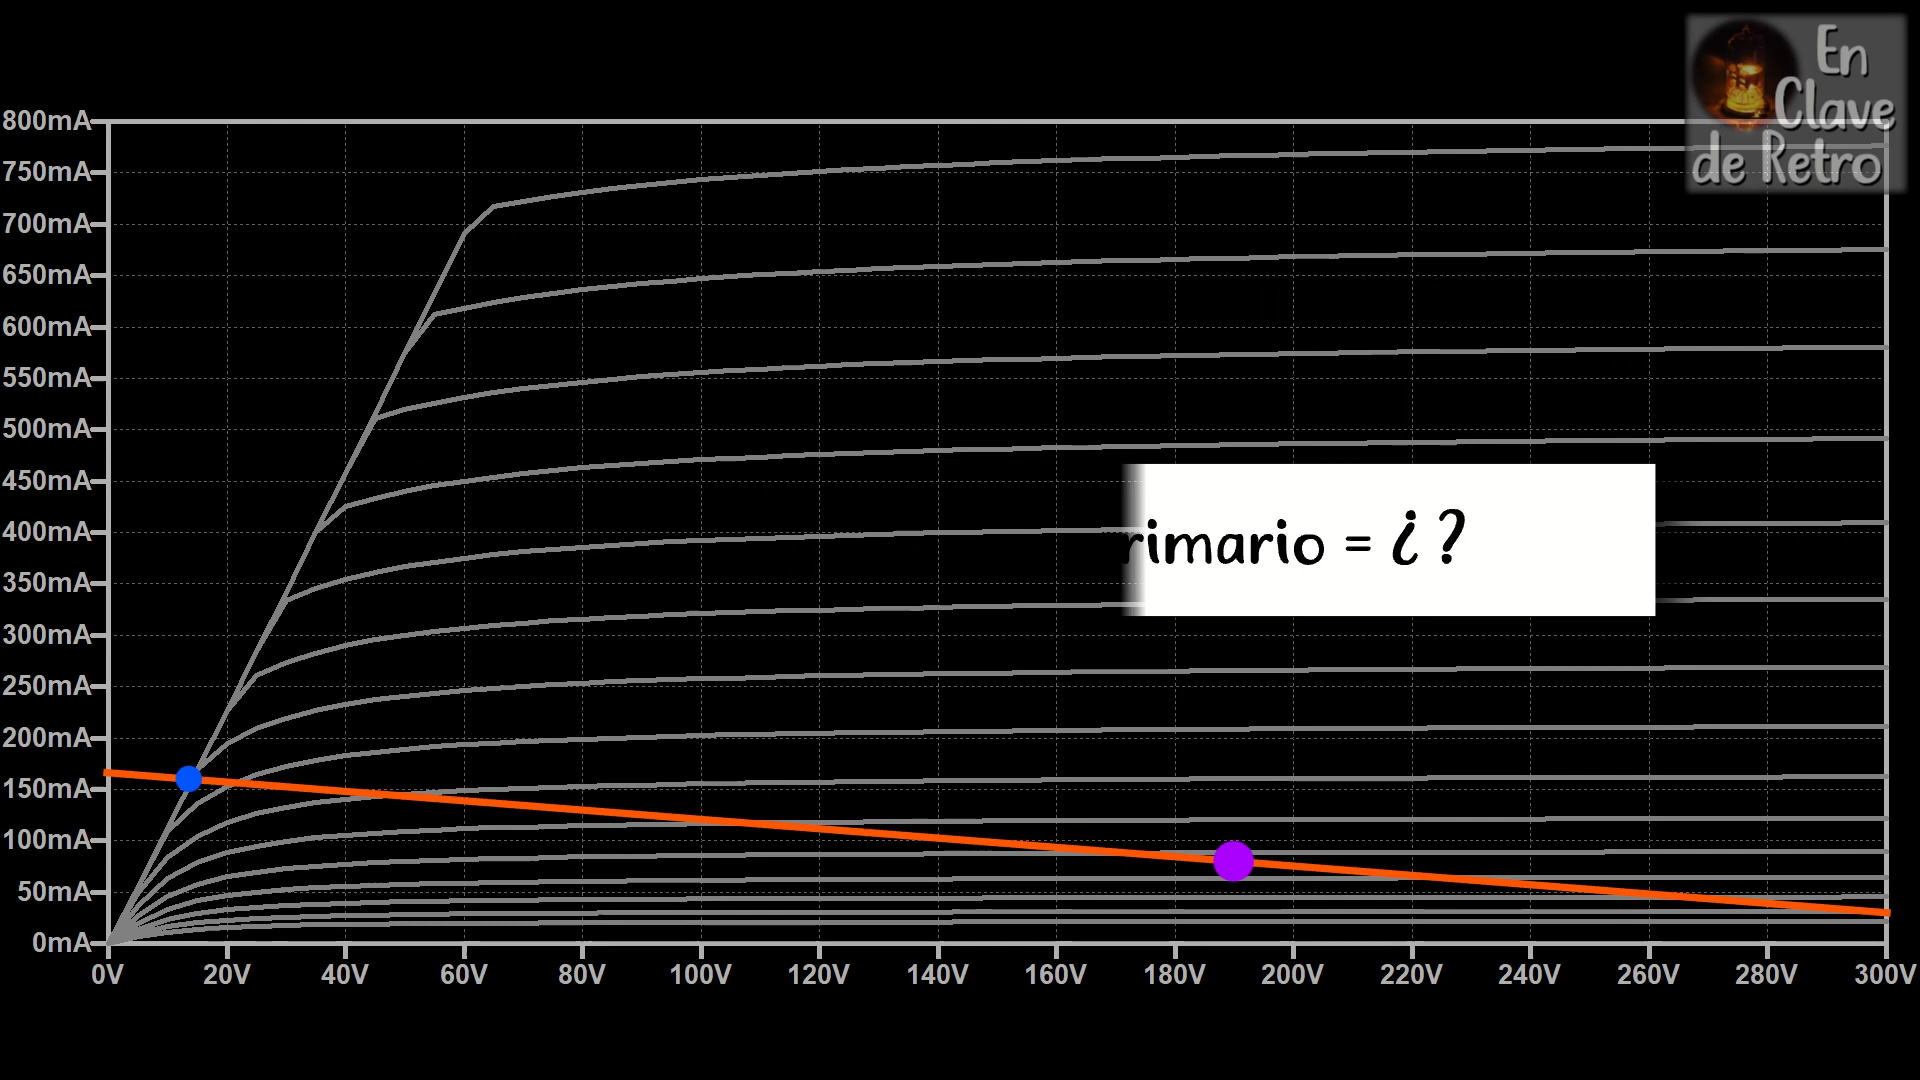 En
Clave
de Retro
800mA
750mA
700mA
650mA
600mA
550mA
500mA
450mA
400mA
350mA
300mA
250mA
200mA
150mA
100mA
50mA
0mA
rimario = ¿?
0V 20V 40V 60V 80V 100V 120V 140V 160V 180V 200V 220V 240V 260V 280V 300V